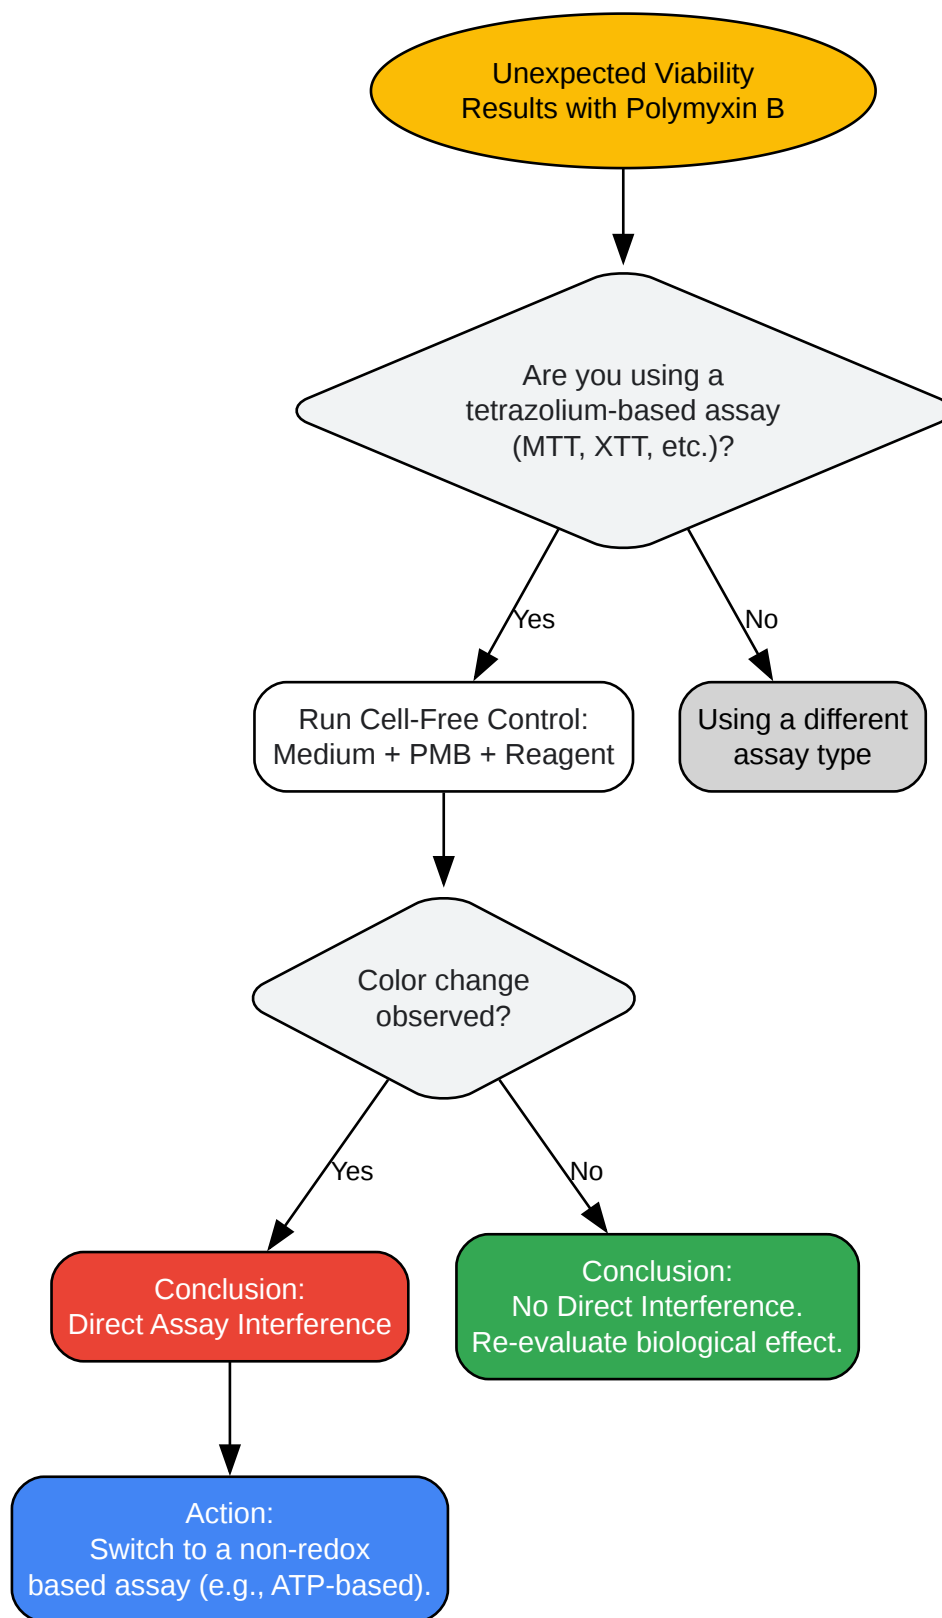 Unexpected Viability
Results with Polymyxin B
Are you using a
tetrazolium-based assay
(MTT, XTT, etc.)?
Yes
No
Run Cell-Free Control:
Medium + PMB + Reagent
Using a different
assay type
Color change
observed?
Yes
No
Conclusion:
Direct Assay Interference
Conclusion:
No Direct Interference.
Re-evaluate biological effect.
Action:
Switch to a non-redox
based assay (e.g., ATP-based).